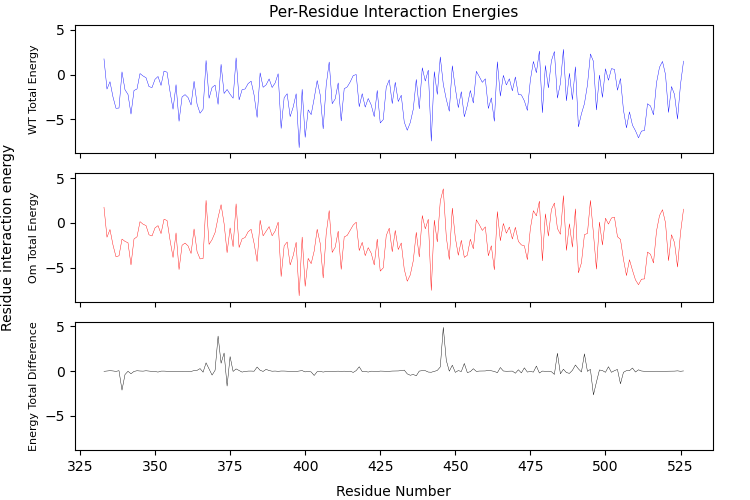 Per-Residue Interaction Energies
Residue interaction energy
WT Total Energy
5
0
−5
Om Total Energy
5
0
−5
Energy Total Difference
5
0
−5
325 350 375 400 425 450 475 500 525
Residue Number